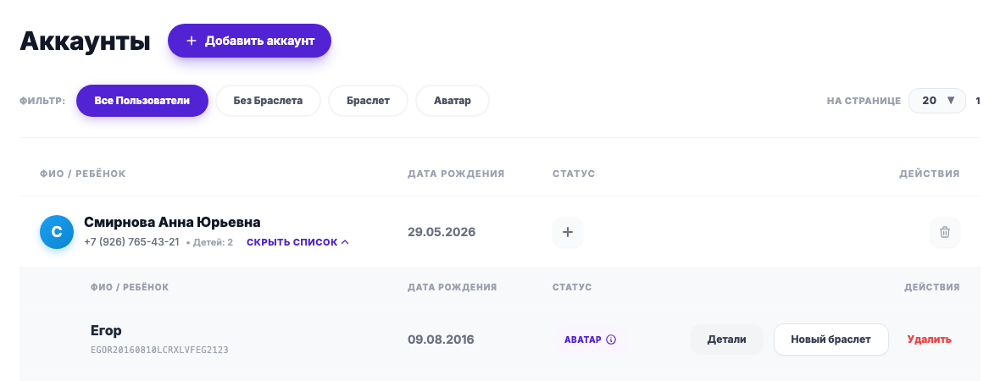 Аккаунты
+ Добавить аккаунт
ФИЛЬТР: Все Пользователи Без Браслета Браслет Аватар НА СТРАНИЦЕ 20 ▼ 1
ФИО / РЕБЁНОК ДАТА РОЖДЕНИЯ СТАТУС ДЕЙСТВИЯ
С Смирнова Анна Юрьевна 29.05.2026 +
+7 (926) 765-43-21 • Детей: 2 СКРЫТЬ СПИСОК
ФИО / РЕБЁНОК ДАТА РОЖДЕНИЯ СТАТУС ДЕЙСТВИЯ
Егор 09.08.2016 АВАТАР Детали Новый браслет Удалить
EGOR20160810LCRXLVFEG2123